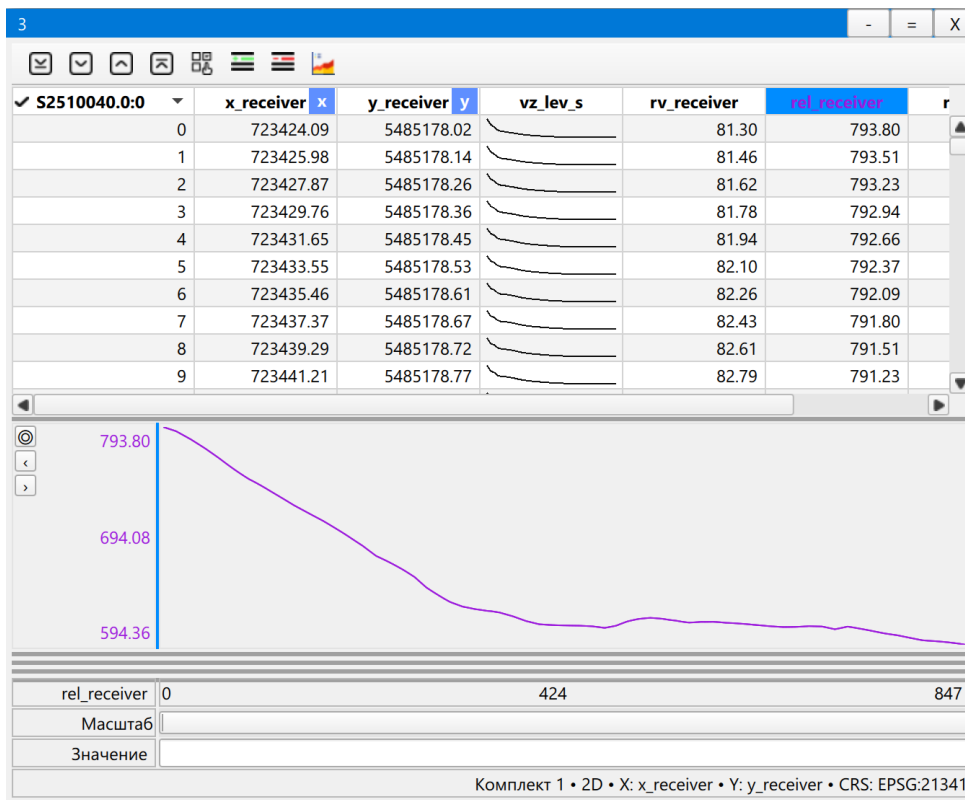 3 - = X
S2510040.0:0 x_receiver x y_receiver y vz_lev_s rv_receiver rel_receiver r
0 723424.09 5485178.02 81.30 793.80
1 723425.98 5485178.14 81.46 793.51
2 723427.87 5485178.26 81.62 793.23
3 723429.76 5485178.36 81.78 792.94
4 723431.65 5485178.45 81.94 792.66
5 723433.55 5485178.53 82.10 792.37
6 723435.46 5485178.61 82.26 792.09
7 723437.37 5485178.67 82.43 791.80
8 723439.29 5485178.72 82.61 791.51
9 723441.21 5485178.77 82.79 791.23
793.80
694.08
594.36
rel_receiver 0 424 847
Масштаб
Значение
Комплект 1 • 2D • X: x_receiver • Y: y_receiver • CRS: EPSG:21341